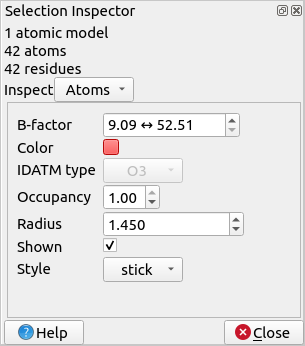 Selection Inspector
1 atomic model
42 atoms
42 residues
Inspect Atoms
B-factor 9.09 ↔ 52.51
Color
IDATM type O3
Occupancy 1.00
Radius 1.450
Shown
Style stick
Help Close